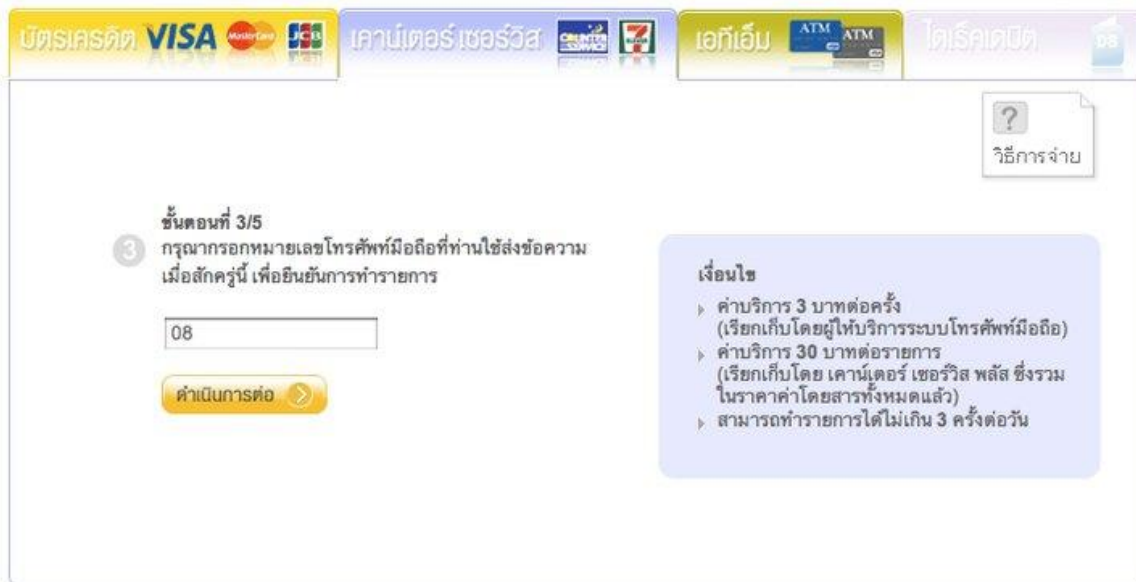 บัตรเครดิต VISA MasterCard JCB
เคาน์เตอร์ เซอร์วิส COUNTER SERVICE 7 ELEVEN
เอทีเอ็ม ATM ATM
ไดเร็คเดบิต DB
?
วิธีการจ่าย
ขั้นตอนที่ 3/5
3
กรุณากรอกหมายเลขโทรศัพท์มือถือที่ท่านใช้ส่งข้อความ
เมื่อสักครู่นี้ เพื่อยืนยันการทำรายการ
08
ดำเนินการต่อ
เงื่อนไข
ค่าบริการ 3 บาทต่อครั้ง
(เรียกเก็บโดยผู้ให้บริการระบบโทรศัพท์มือถือ)
ค่าบริการ 30 บาทต่อรายการ
(เรียกเก็บโดย เคาน์เตอร์ เซอร์วิส พลัส ซึ่งรวม
ในราคาค่าโดยสารทั้งหมดแล้ว)
สามารถทำรายการได้ไม่เกิน 3 ครั้งต่อวัน